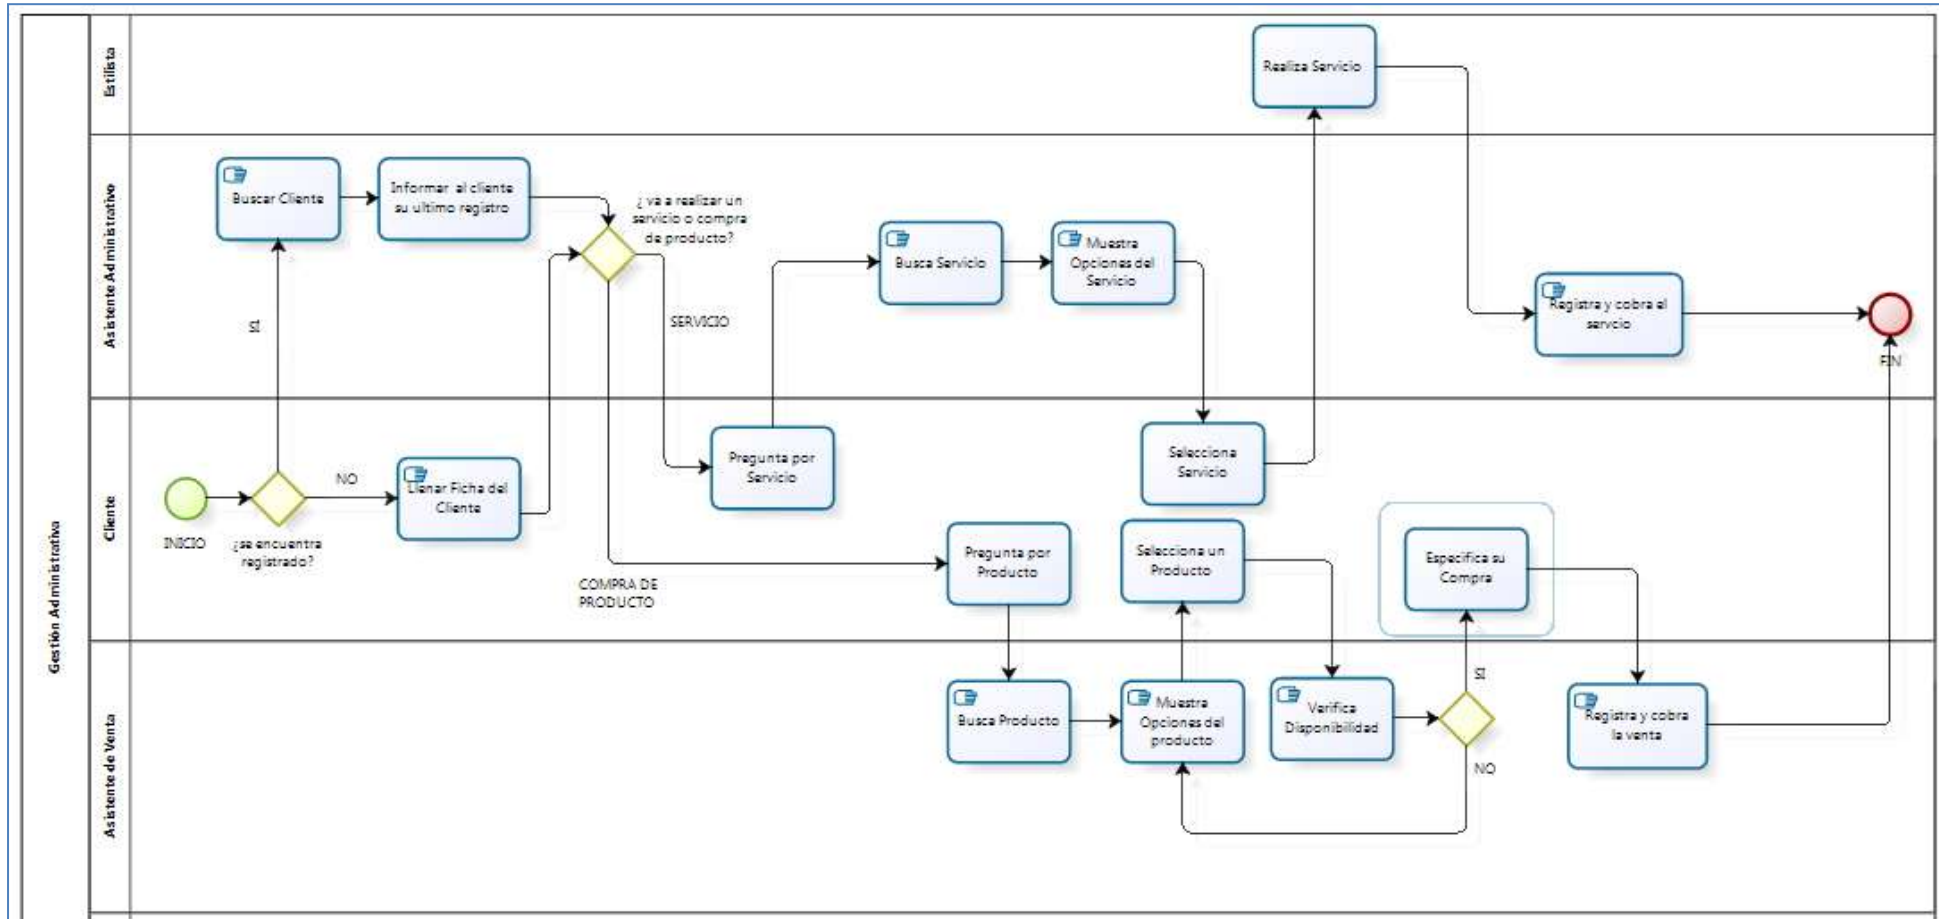 Gestión Administrativa
Estilista
Realiza Servicio
Asistente Administrativo
Buscar Cliente
Informar al cliente
su ultimo registro
¿ va a realizar un
servicio o compra
de producto?
SI
SERVICIO
Busca Servicio
Muestra
Opciones del
Servicio
Registra y cobra el
servcio
FIN
Cliente
INICIO
¿se encuentra
registrado?
NO
Llenar Ficha del
Cliente
Pregunta por
Servicio
Selecciona
Servicio
COMPRA DE
PRODUCTO
Pregunta por
Producto
Selecciona un
Producto
Especifica su
Compra
Asistente de Venta
Busca Producto
Muestra
Opciones del
producto
Verifica
Disponibilidad
SI
NO
Registra y cobra
la venta